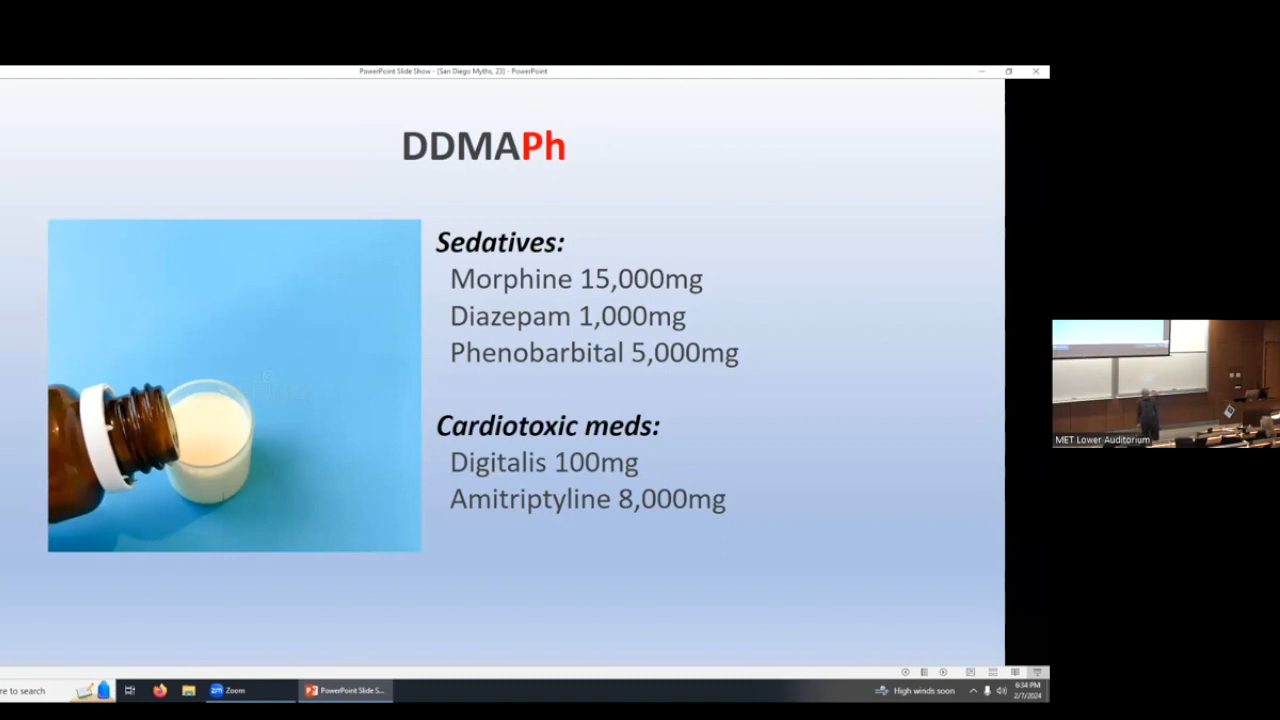 PowerPoint Slide Show - [San Diego Myths, 23] - PowerPoint
DDMAPh
Sedatives:
Morphine 15,000mg
Diazepam 1,000mg
Phenobarbital 5,000mg
Cardiotoxic meds:
Digitalis 100mg
Amitriptyline 8,000mg
MET Lower Auditorium
re to search
zm Zoom
PowerPoint Slide S...
High winds soon
6:34 PM
2/7/2024